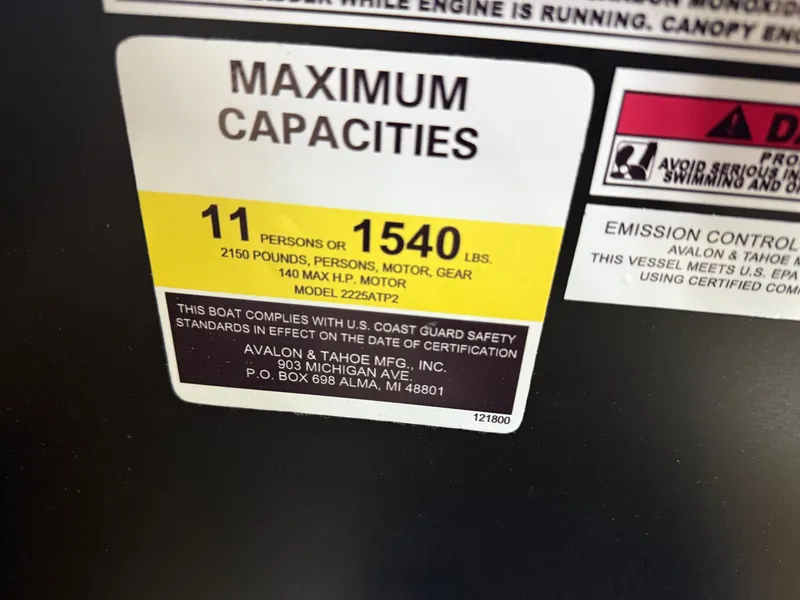 WHILE ENGINE IS RUNNING. CANOPY
MAXIMUM
CAPACITIES
11 PERSONS OR 1540 LBS.
2150 POUNDS, PERSONS, MOTOR, GEAR
140 MAX H.P. MOTOR
MODEL 2225ATP2
THIS BOAT COMPLIES WITH U.S. COAST GUARD SAFETY
STANDARDS IN EFFECT ON THE DATE OF CERTIFICATION
AVALON & TAHOE MFG., INC.
903 MICHIGAN AVE.
P.O. BOX 698 ALMA, MI 48801
121800
AVOID SERIOUS
SWIMMING AND
EMISSION CONTROL
AVALON & TAHOE
THIS VESSEL MEETS U.S. EPA
USING CERTIFIED